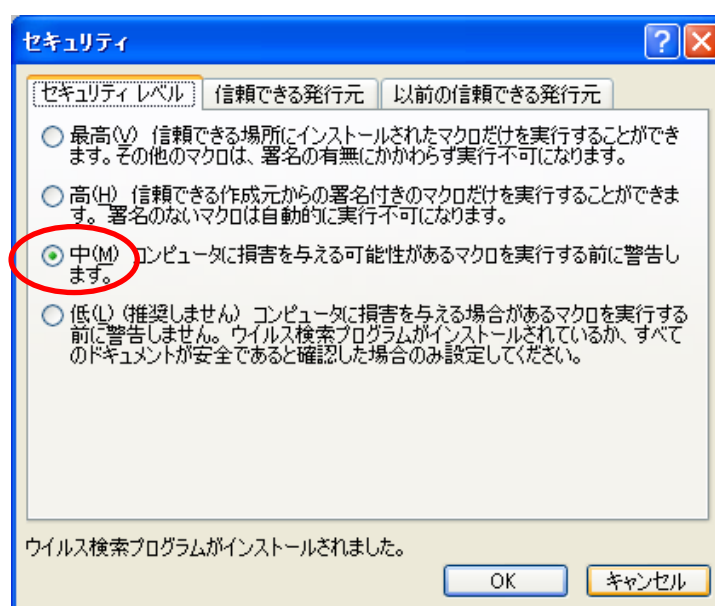 セキュリティ
セキュリティ レベル 信頼できる発行元 以前の信頼できる発行元
最高(V) 信頼できる場所にインストールされたマクロだけを実行することができ
ます。その他のマクロは、署名の有無にかかわらず実行不可になります。
高(H) 信頼できる作成元からの署名付きのマクロだけを実行することができま
す。署名のないマクロは自動的に実行不可になります。
中(M) コンピュータに損害を与える可能性があるマクロを実行する前に警告し
ます。
低(L) (推奨しません) コンピュータに損害を与える場合があるマクロを実行する
前に警告しません。ウイルス検索プログラムがインストールされているか、すべて
のドキュメントが安全であると確認した場合のみ設定してください。
ウイルス検索プログラムがインストールされました。
OK キャンセル